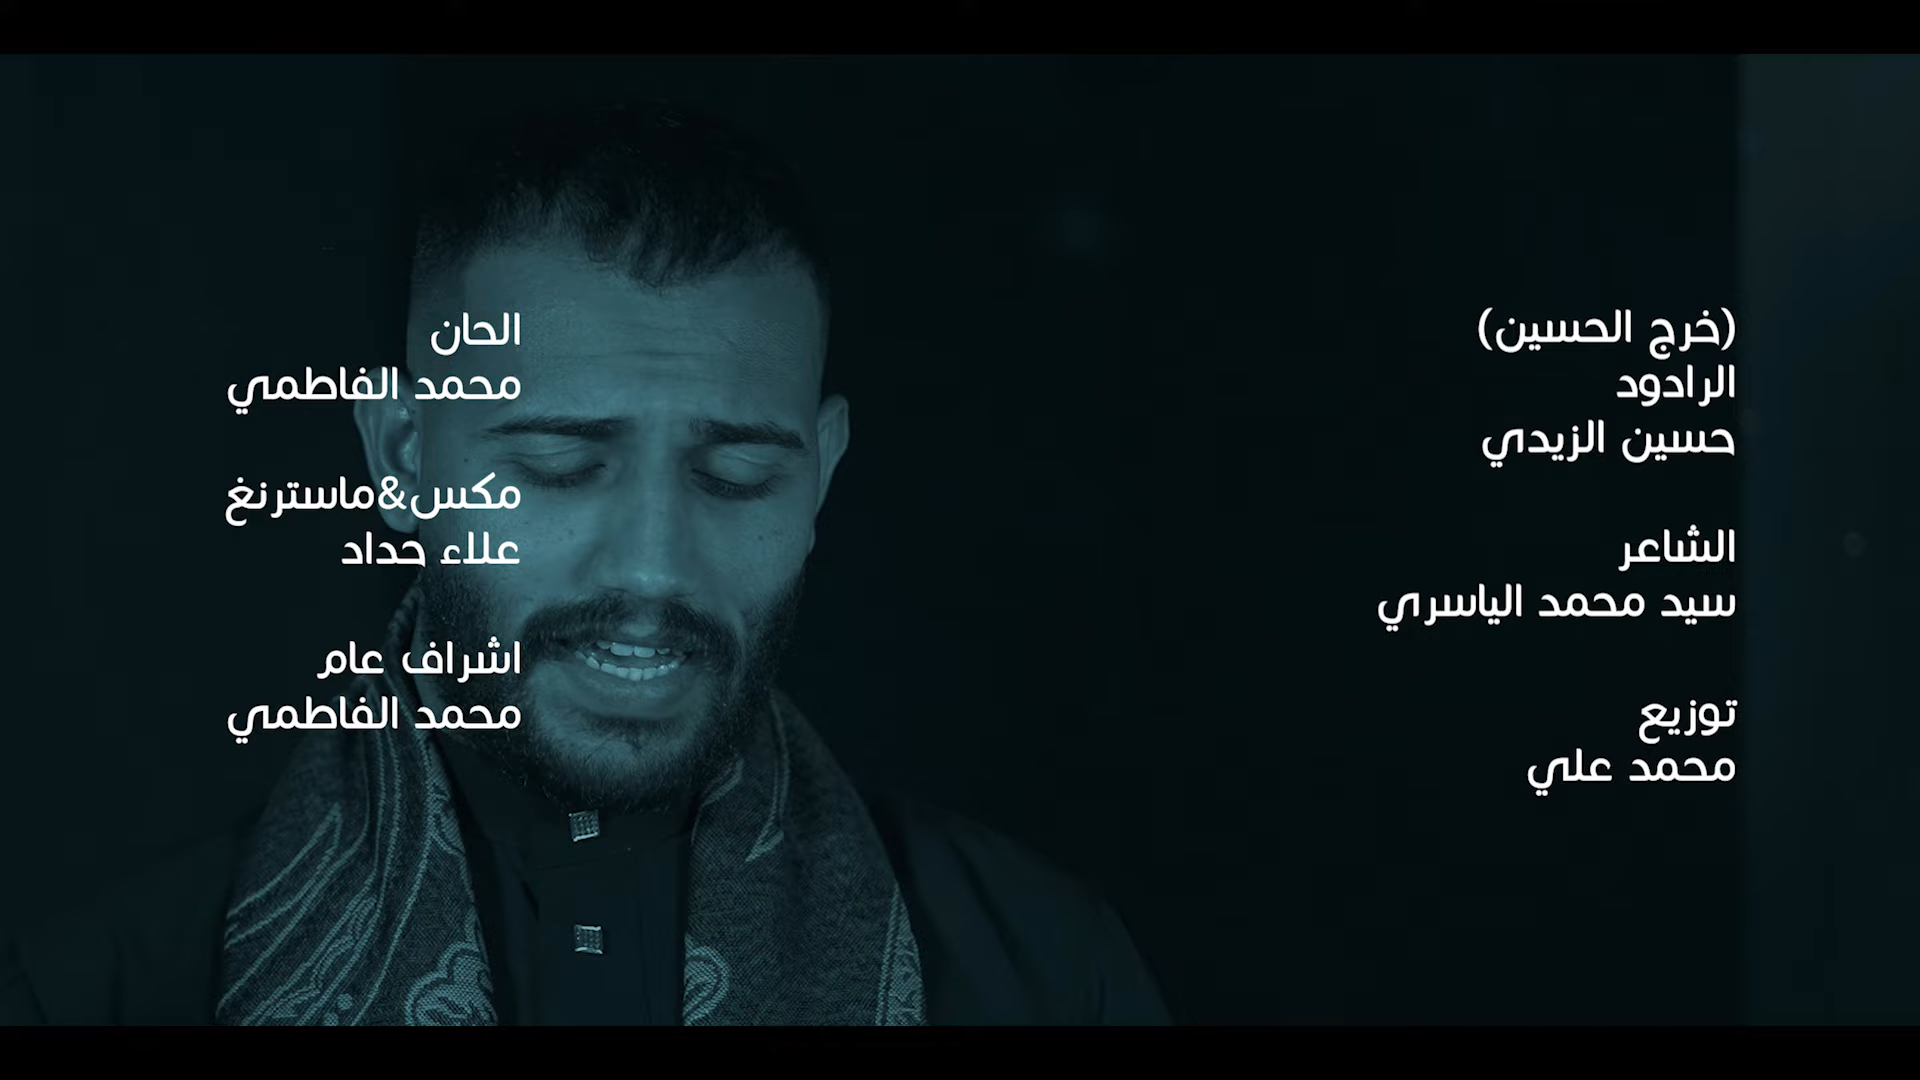 (خرج الحسين)
الرادود
حسين الزيدي
الشاعر
سيد محمد الياسري
توزيع
محمد علي
الحان
محمد الفاطمي
مكس&ماسترنغ
علاء حداد
اشراف عام
محمد الفاطمي